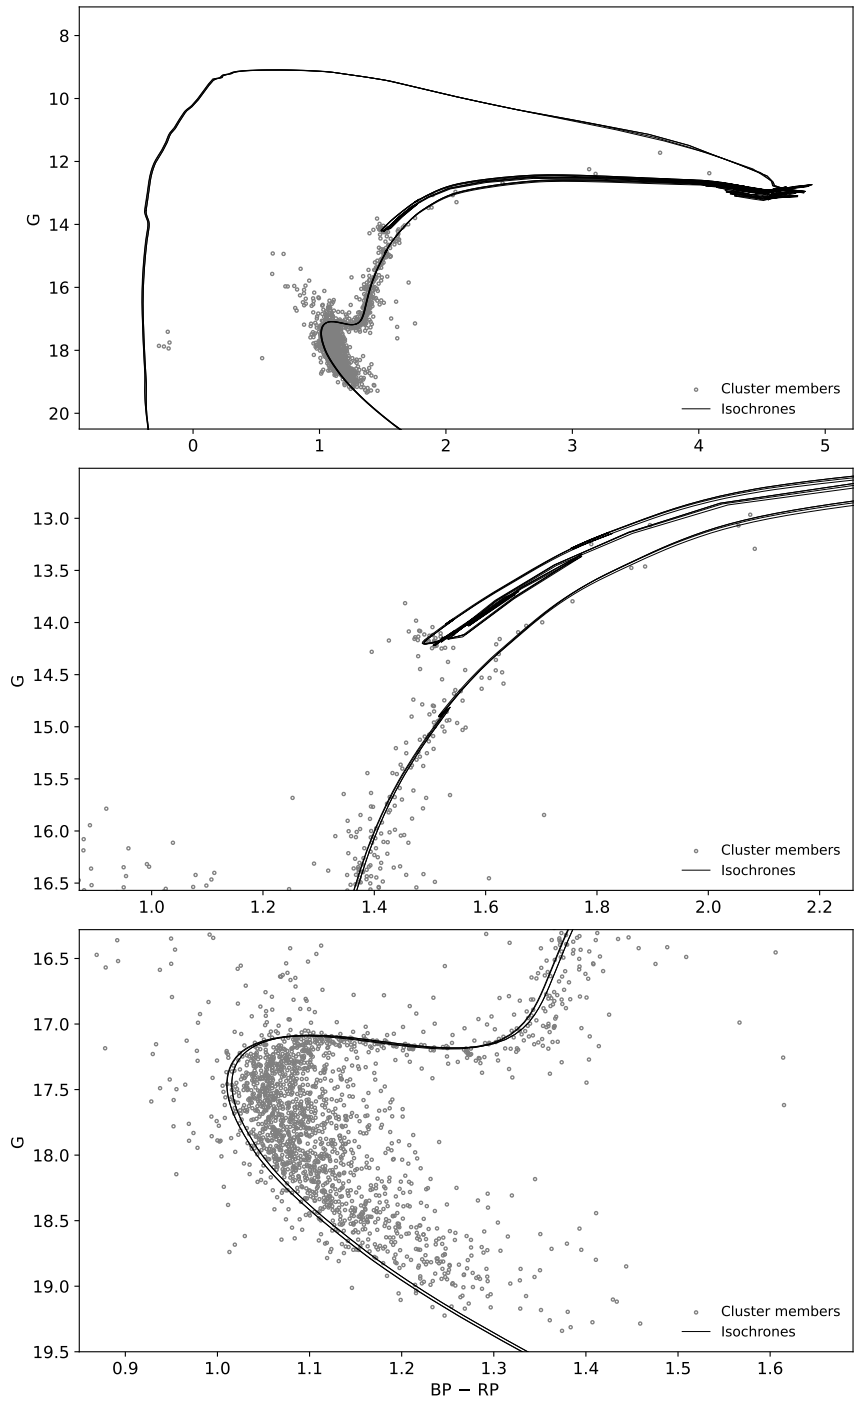 8
10
12
14
16
18
20
G
Cluster members
Isochrones
0 1 2 3 4 5
13.0
13.5
14.0
14.5
15.0
15.5
16.0
16.5
G
Cluster members
Isochrones
1.0 1.2 1.4 1.6 1.8 2.0 2.2
16.5
17.0
17.5
18.0
18.5
19.0
19.5
G
Cluster members
Isochrones
0.9 1.0 1.1 1.2 1.3 1.4 1.5 1.6
BP − RP